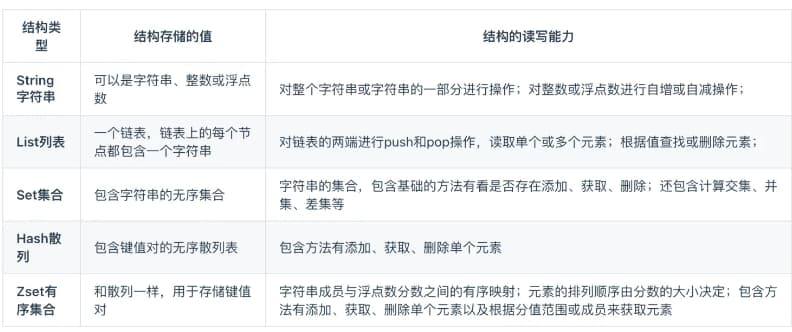 结构类
型
结构存储的值
结构的读写能力
String
字符串
可以是字符串、整数或浮点
数
对整个字符串或字符串的一部分进行操作；对整数或浮点数进行自增或自减操作；
List列表
一个链表，链表上的每个节
点都包含一个字符串
对链表的两端进行push和pop操作，读取单个或多个元素；根据值查找或删除元素；
Set集合
包含字符串的无序集合
字符串的集合，包含基础的方法有看是否存在添加、获取、删除；还包含计算交集、并
集、差集等
Hash散
列
包含键值对的无序散列表
包含方法有添加、获取、删除单个元素
Zset有
序集合
和散列一样，用于存储键值
对
字符串成员与浮点数分数之间的有序映射；元素的排列顺序由分数的大小决定；包含方
法有添加、获取、删除单个元素以及根据分值范围或成员来获取元素